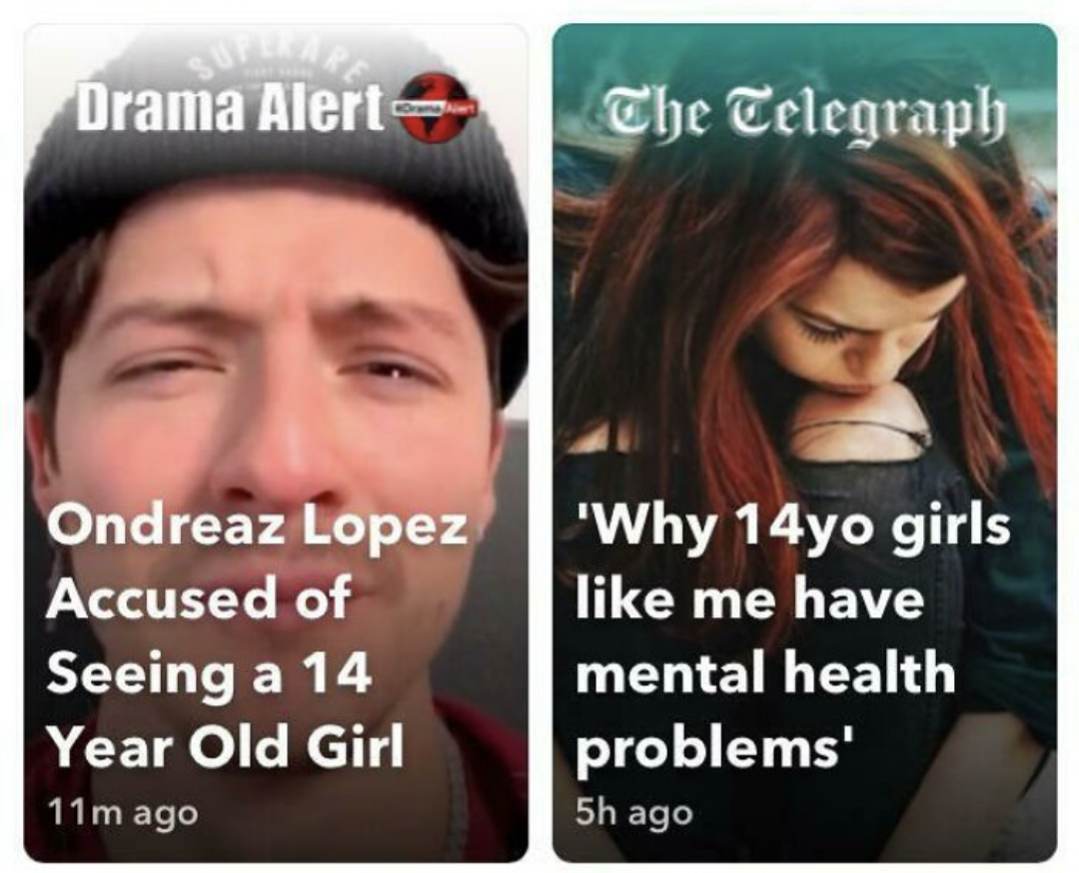 SUPERARE
Drama Alert
#DramaAlert
Ondreaz Lopez
Accused of
Seeing a 14
Year Old Girl
11m ago
The Telegraph
'Why 14yo girls
like me have
mental health
problems'
5h ago